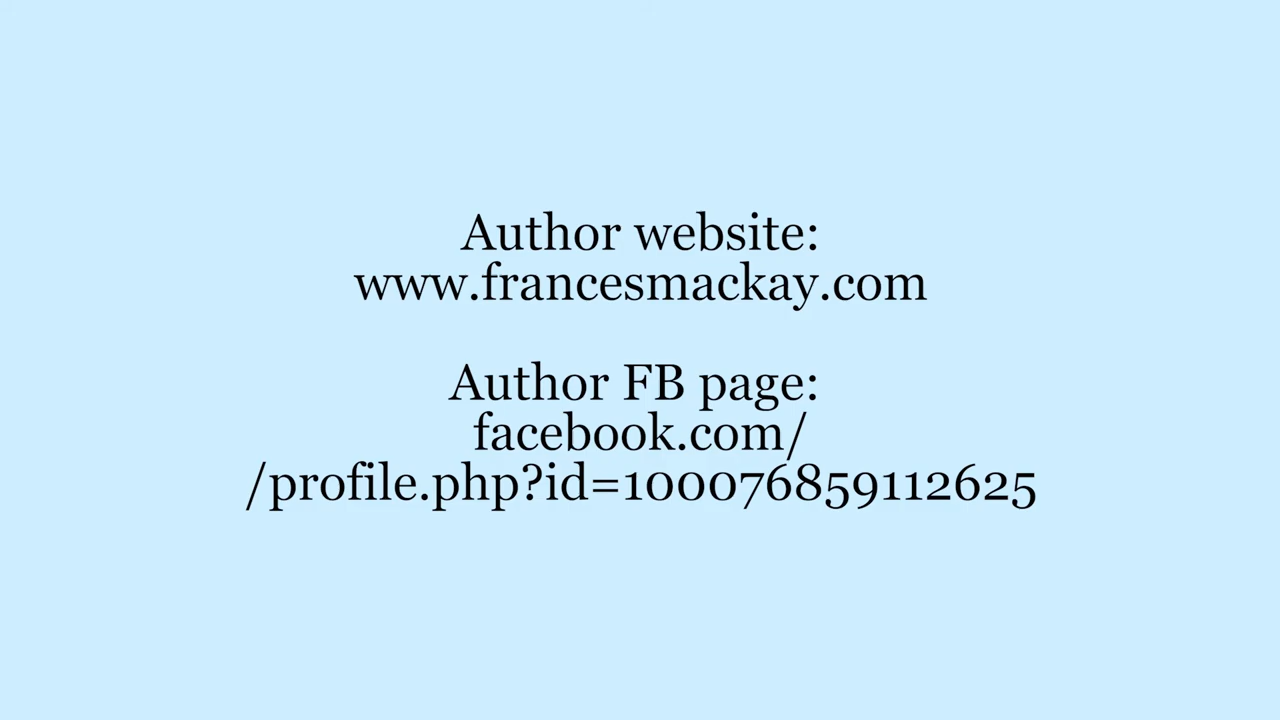 Author website:
www.francesmackay.com
Author FB page:
facebook.com/
/profile.php?id=100076859112625